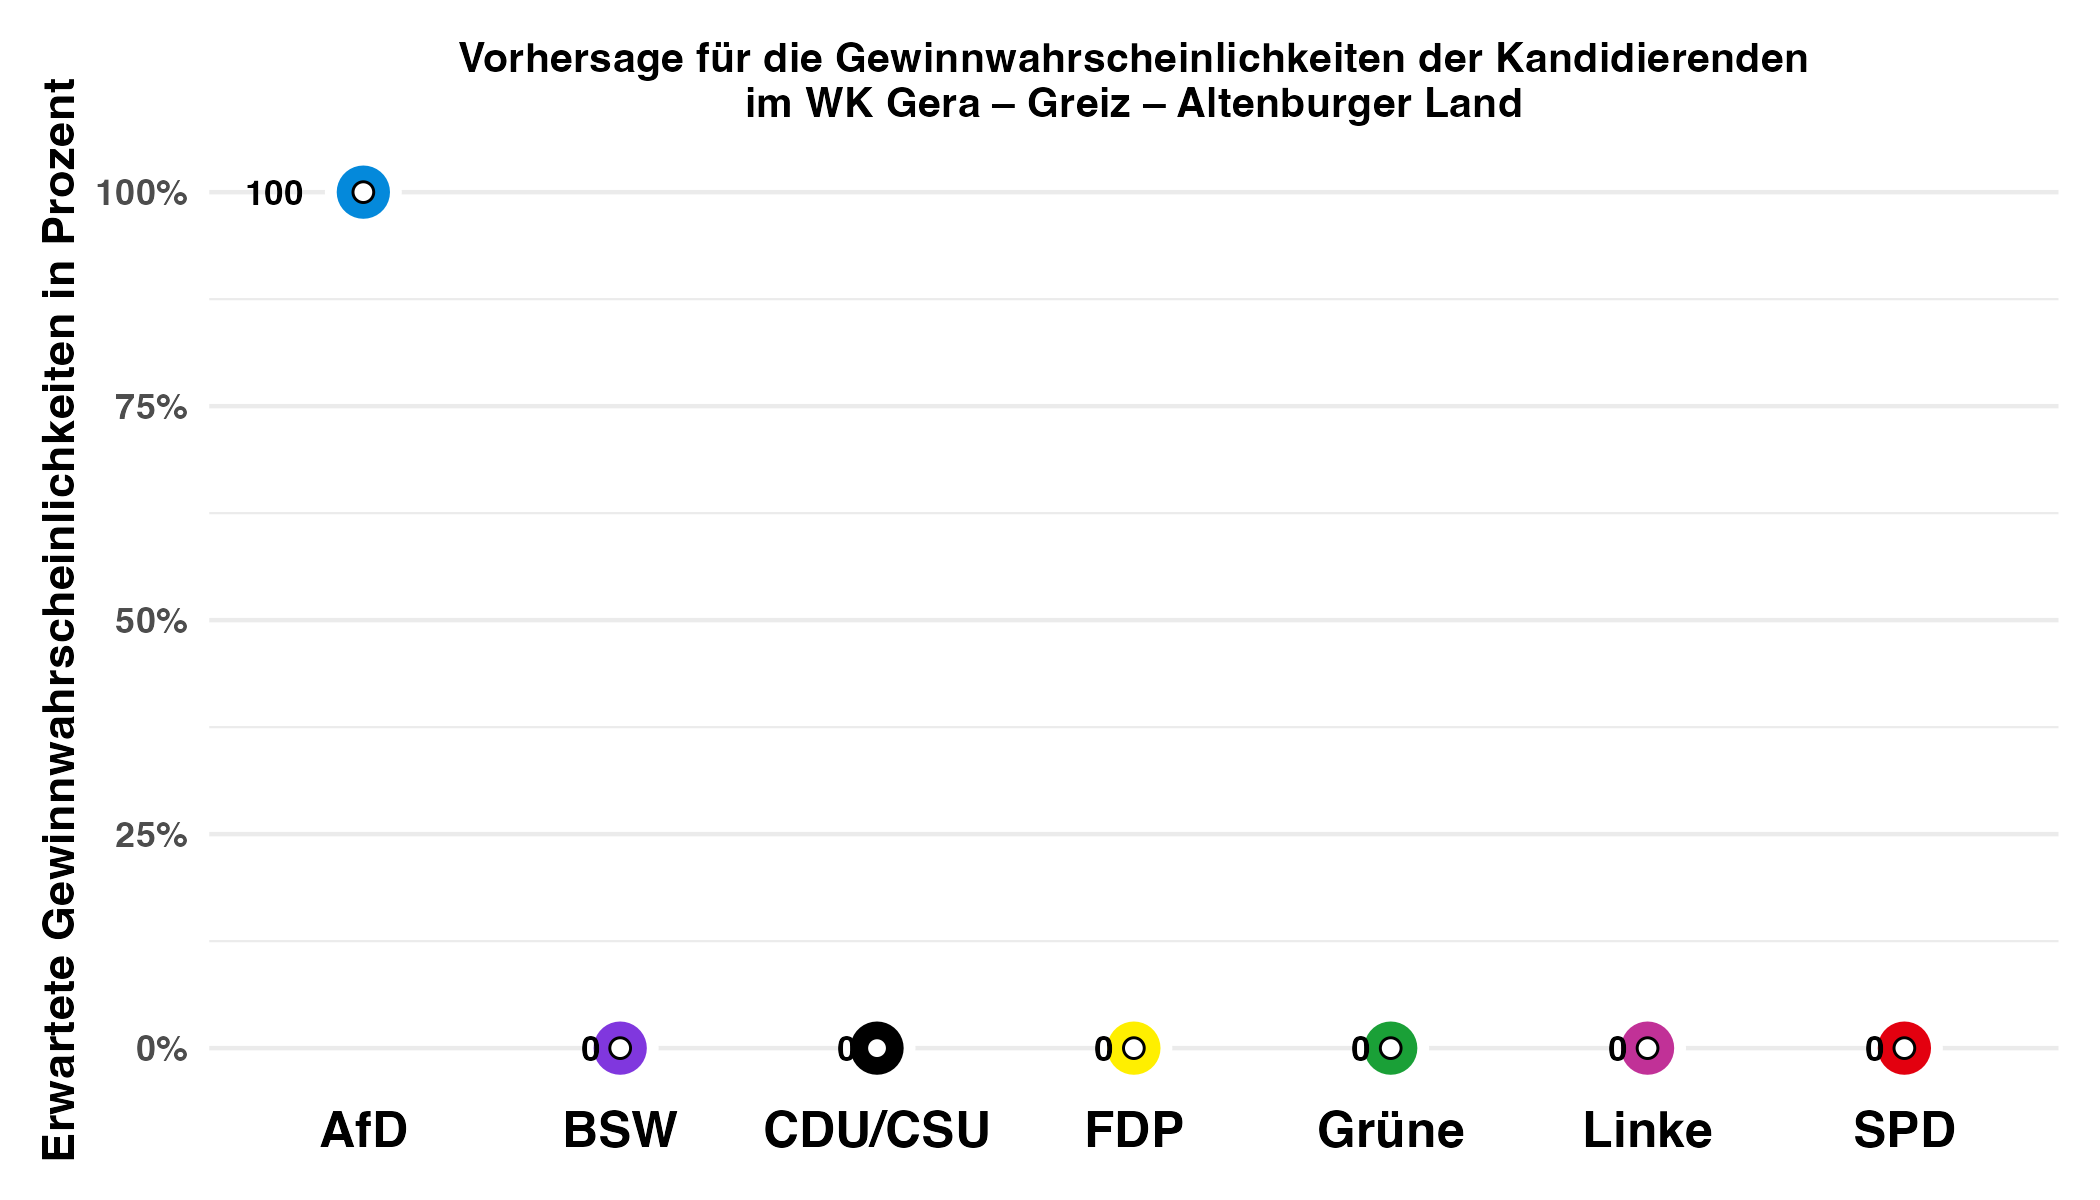 Vorhersage für die Gewinnwahrscheinlichkeiten der Kandidierenden
im WK Gera – Greiz – Altenburger Land
Erwartete Gewinnwahrscheinlichkeiten in Prozent
100%
75%
50%
25%
0%
100
0
0
0
0
0
0
AfD
BSW
CDU/CSU
FDP
Grüne
Linke
SPD